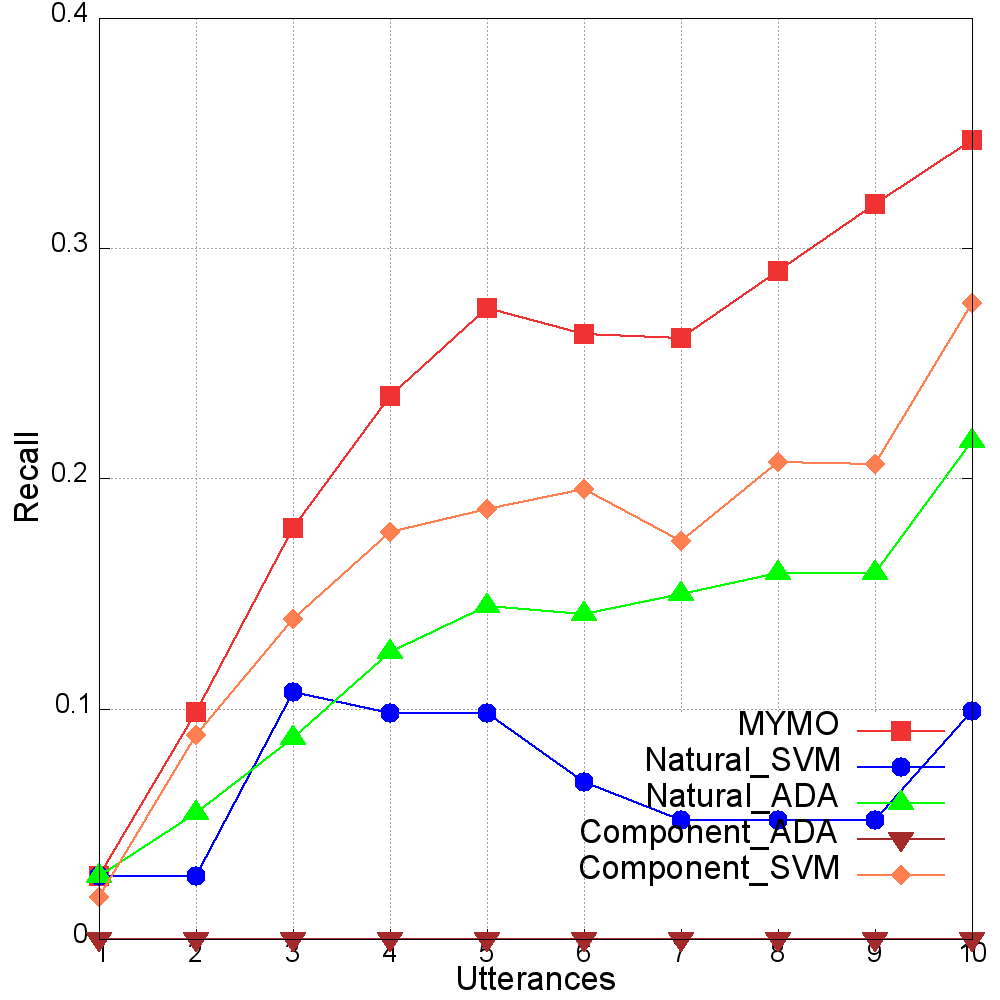 0.4
0.3
0.2
0.1
0
Recall
MYMO
Natural_SVM
Natural_ADA
Component_ADA
Component_SVM
1 2 3 4 5 6 7 8 9 10
Utterances